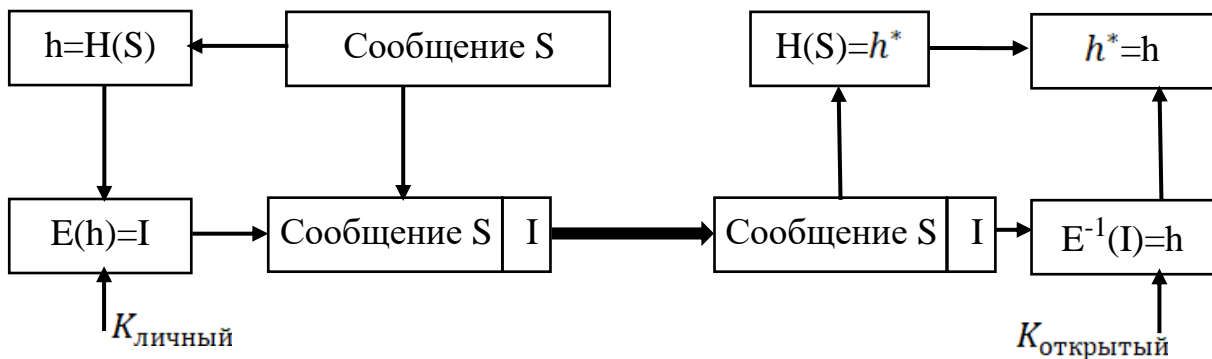 h=H(S)
Сообщение S
H(S)=h*
h*=h
E(h)=I
Сообщение S
I
Сообщение S
I
E⁻¹(I)=h
Kличный
Kоткрытый